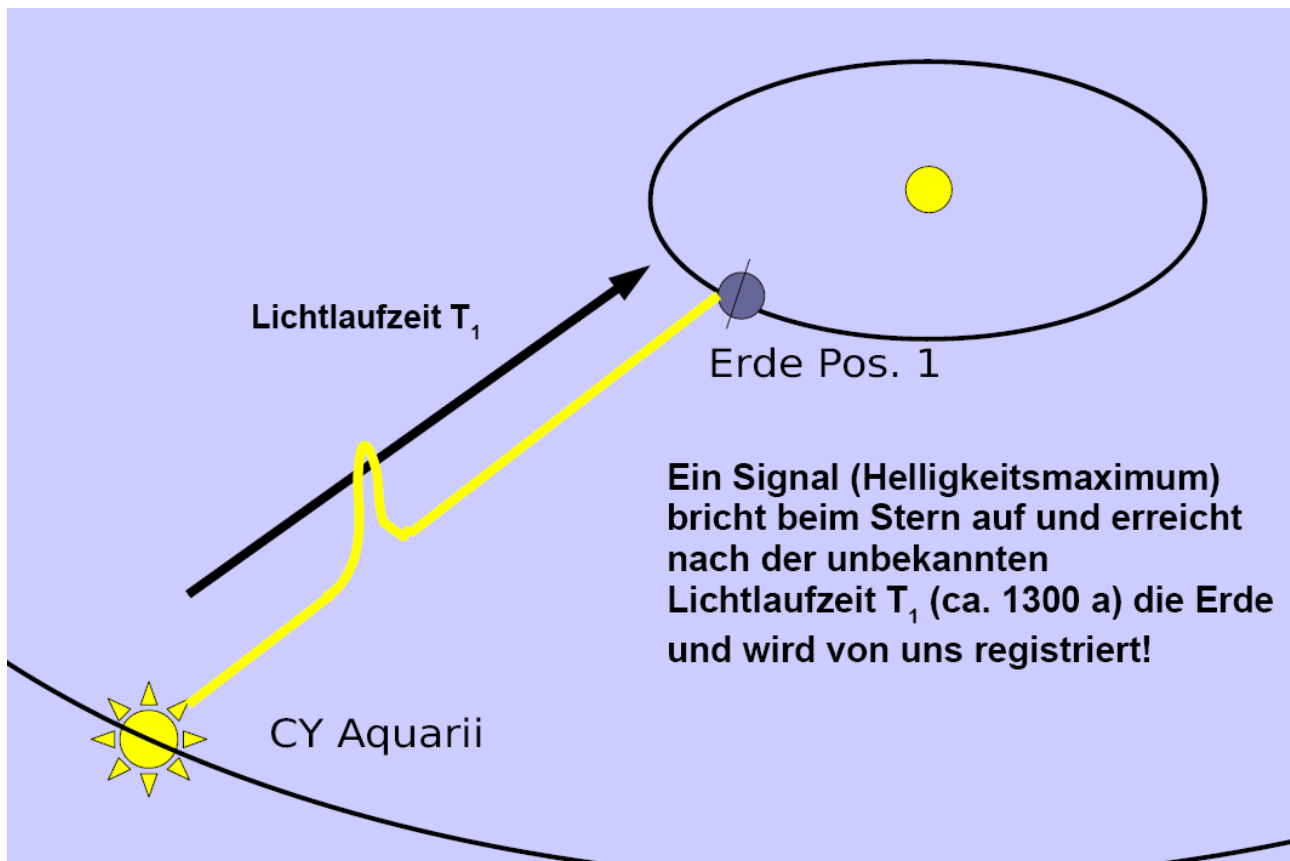 Lichtlaufzeit T₁
Erde Pos. 1
Ein Signal (Helligkeitsmaximum)
bricht beim Stern auf und erreicht
nach der unbekannten
Lichtlaufzeit T₁ (ca. 1300 a) die Erde
und wird von uns registriert!
CY Aquarii